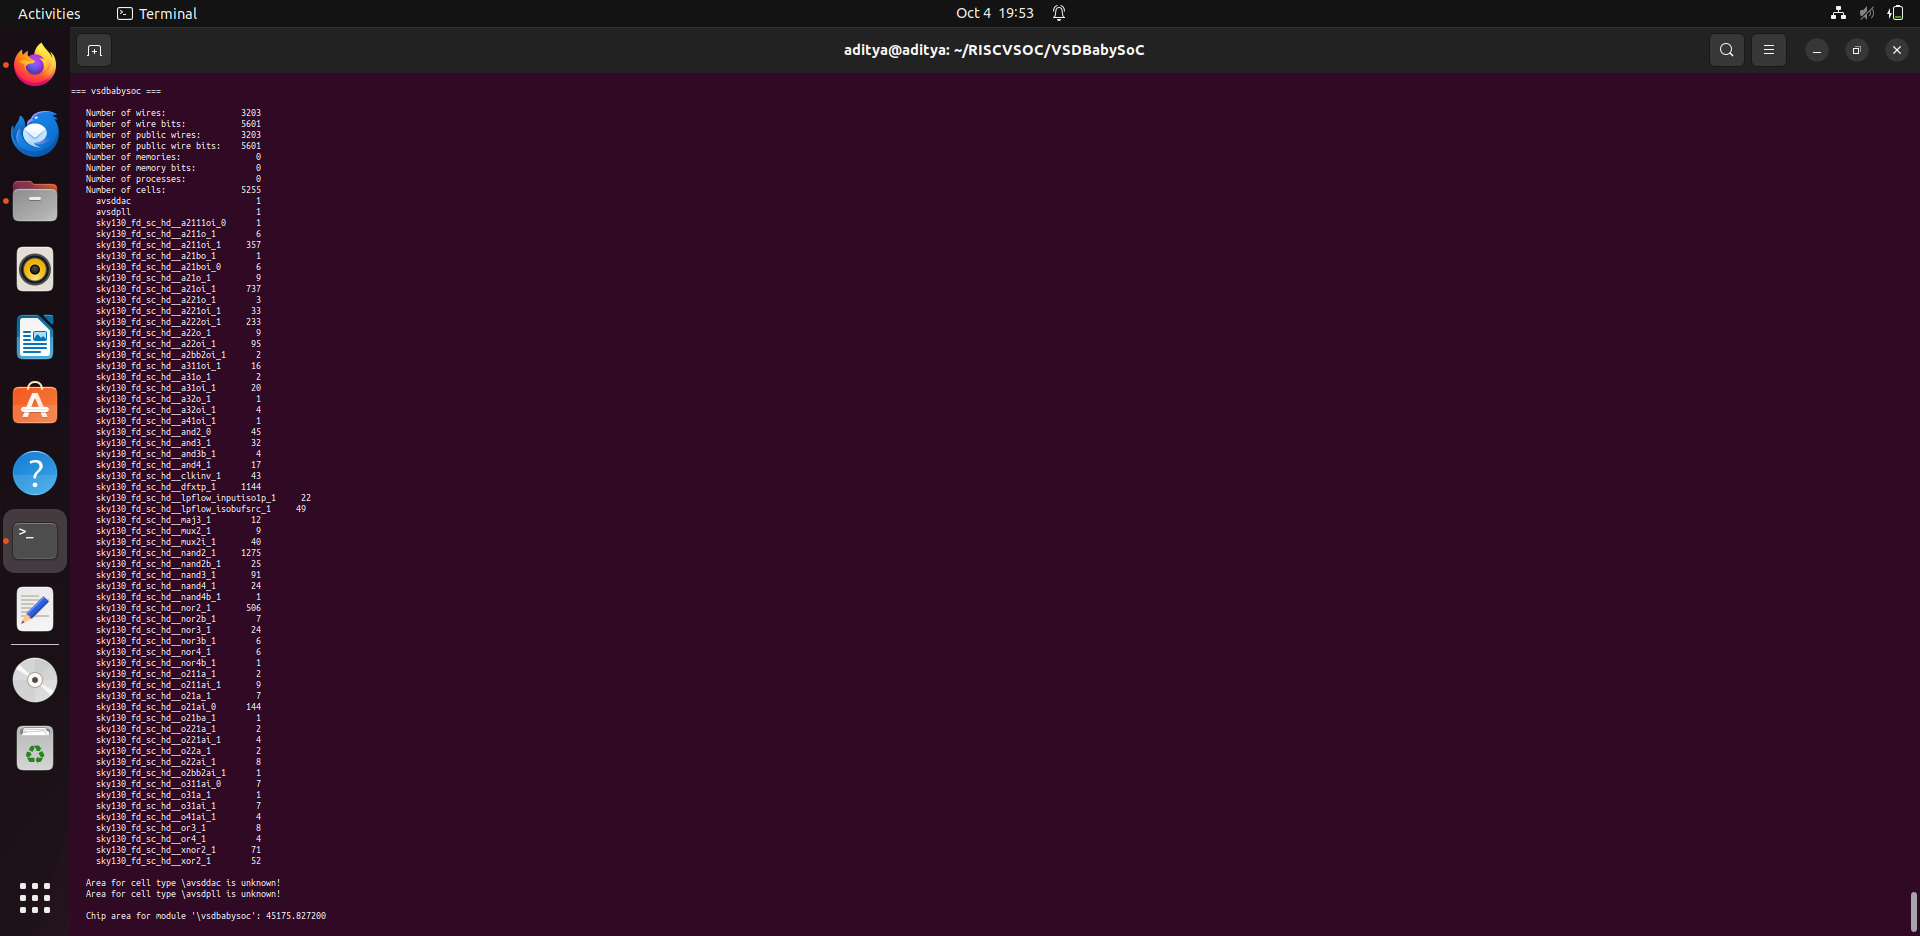 Activities
Terminal
Oct 4 19:53
aditya@aditya: ~/RISCVSOC/VSDBabySoC
=== vsdbabysoc ===
Number of wires: 3203
Number of wire bits: 5601
Number of public wires: 3203
Number of public wire bits: 5601
Number of memories: 0
Number of memory bits: 0
Number of processes: 0
Number of cells: 5255
avsddac 1
avsdpll 1
sky130_fd_sc_hd__a2111oi_0 1
sky130_fd_sc_hd__a211o_1 6
sky130_fd_sc_hd__a211oi_1 357
sky130_fd_sc_hd__a21bo_1 1
sky130_fd_sc_hd__a21boi_0 6
sky130_fd_sc_hd__a21o_1 9
sky130_fd_sc_hd__a21oi_1 737
sky130_fd_sc_hd__a221o_1 3
sky130_fd_sc_hd__a221oi_1 33
sky130_fd_sc_hd__a222oi_1 233
sky130_fd_sc_hd__a22o_1 9
sky130_fd_sc_hd__a22oi_1 95
sky130_fd_sc_hd__a2bb2oi_1 2
sky130_fd_sc_hd__a311oi_1 16
sky130_fd_sc_hd__a31o_1 2
sky130_fd_sc_hd__a31oi_1 20
sky130_fd_sc_hd__a32o_1 1
sky130_fd_sc_hd__a32oi_1 4
sky130_fd_sc_hd__a41oi_1 1
sky130_fd_sc_hd__and2_0 45
sky130_fd_sc_hd__and3_1 32
sky130_fd_sc_hd__and3b_1 4
sky130_fd_sc_hd__and4_1 17
sky130_fd_sc_hd__clkinv_1 43
sky130_fd_sc_hd__dfxtp_1 1144
sky130_fd_sc_hd__lpflow_inputiso1p_1 22
sky130_fd_sc_hd__lpflow_isobufsrc_1 49
sky130_fd_sc_hd__maj3_1 12
sky130_fd_sc_hd__mux2_1 9
sky130_fd_sc_hd__mux2i_1 40
sky130_fd_sc_hd__nand2_1 1275
sky130_fd_sc_hd__nand2b_1 25
sky130_fd_sc_hd__nand3_1 91
sky130_fd_sc_hd__nand4_1 24
sky130_fd_sc_hd__nand4b_1 1
sky130_fd_sc_hd__nor2_1 506
sky130_fd_sc_hd__nor2b_1 7
sky130_fd_sc_hd__nor3_1 24
sky130_fd_sc_hd__nor3b_1 6
sky130_fd_sc_hd__nor4_1 6
sky130_fd_sc_hd__nor4b_1 1
sky130_fd_sc_hd__o211a_1 2
sky130_fd_sc_hd__o211ai_1 9
sky130_fd_sc_hd__o21a_1 7
sky130_fd_sc_hd__o21ai_0 144
sky130_fd_sc_hd__o21ba_1 1
sky130_fd_sc_hd__o221a_1 2
sky130_fd_sc_hd__o221ai_1 4
sky130_fd_sc_hd__o22a_1 2
sky130_fd_sc_hd__o22ai_1 8
sky130_fd_sc_hd__o2bb2ai_1 1
sky130_fd_sc_hd__o311ai_0 7
sky130_fd_sc_hd__o31a_1 1
sky130_fd_sc_hd__o31ai_1 7
sky130_fd_sc_hd__o41ai_1 4
sky130_fd_sc_hd__or3_1 8
sky130_fd_sc_hd__or4_1 4
sky130_fd_sc_hd__xnor2_1 71
sky130_fd_sc_hd__xor2_1 52
Area for cell type \avsddac is unknown!
Area for cell type \avsdpll is unknown!
Chip area for module '\vsdbabysoc': 45175.827200